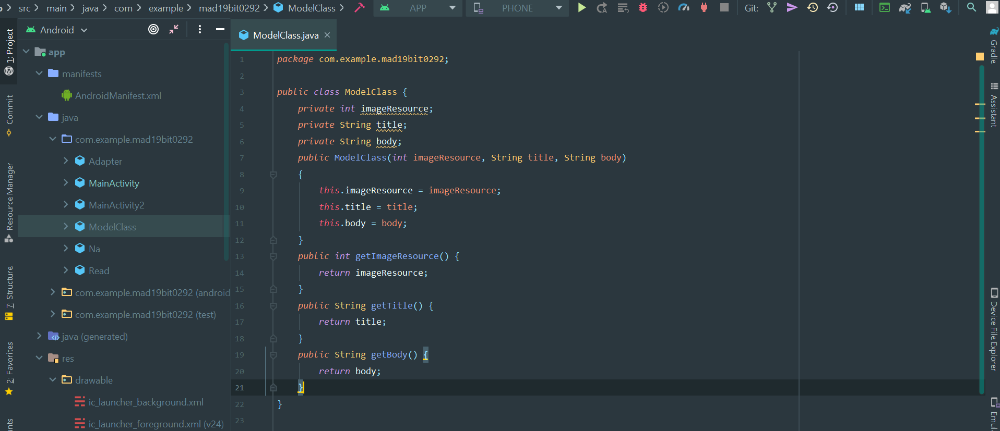 src main java com example mad19bit0292 ModelClass APP PHONE Git:
Android
ModelClass.java
app
manifests
AndroidManifest.xml
java
com.example.mad19bit0292
Adapter
MainActivity
MainActivity2
ModelClass
Na
Read
com.example.mad19bit0292 (android
com.example.mad19bit0292 (test)
java (generated)
res
drawable
ic_launcher_background.xml
ic_launcher_foreground.xml (v24)
1: Project
Commit
Resource Manager
7: Structure
2: Favorites
1 package com.example.mad19bit0292;
2
3 public class ModelClass {
4 private int imageResource;
5 private String title;
6 private String body;
7 public ModelClass(int imageResource, String title, String body)
8 {
9 this.imageResource = imageResource;
10 this.title = title;
11 this.body = body;
12 }
13 public int getImageResource() {
14 return imageResource;
15 }
16 public String getTitle() {
17 return title;
18 }
19 public String getBody() {
20 return body;
21 }
22 }
23
Gradle
Assistant
Device File Explorer